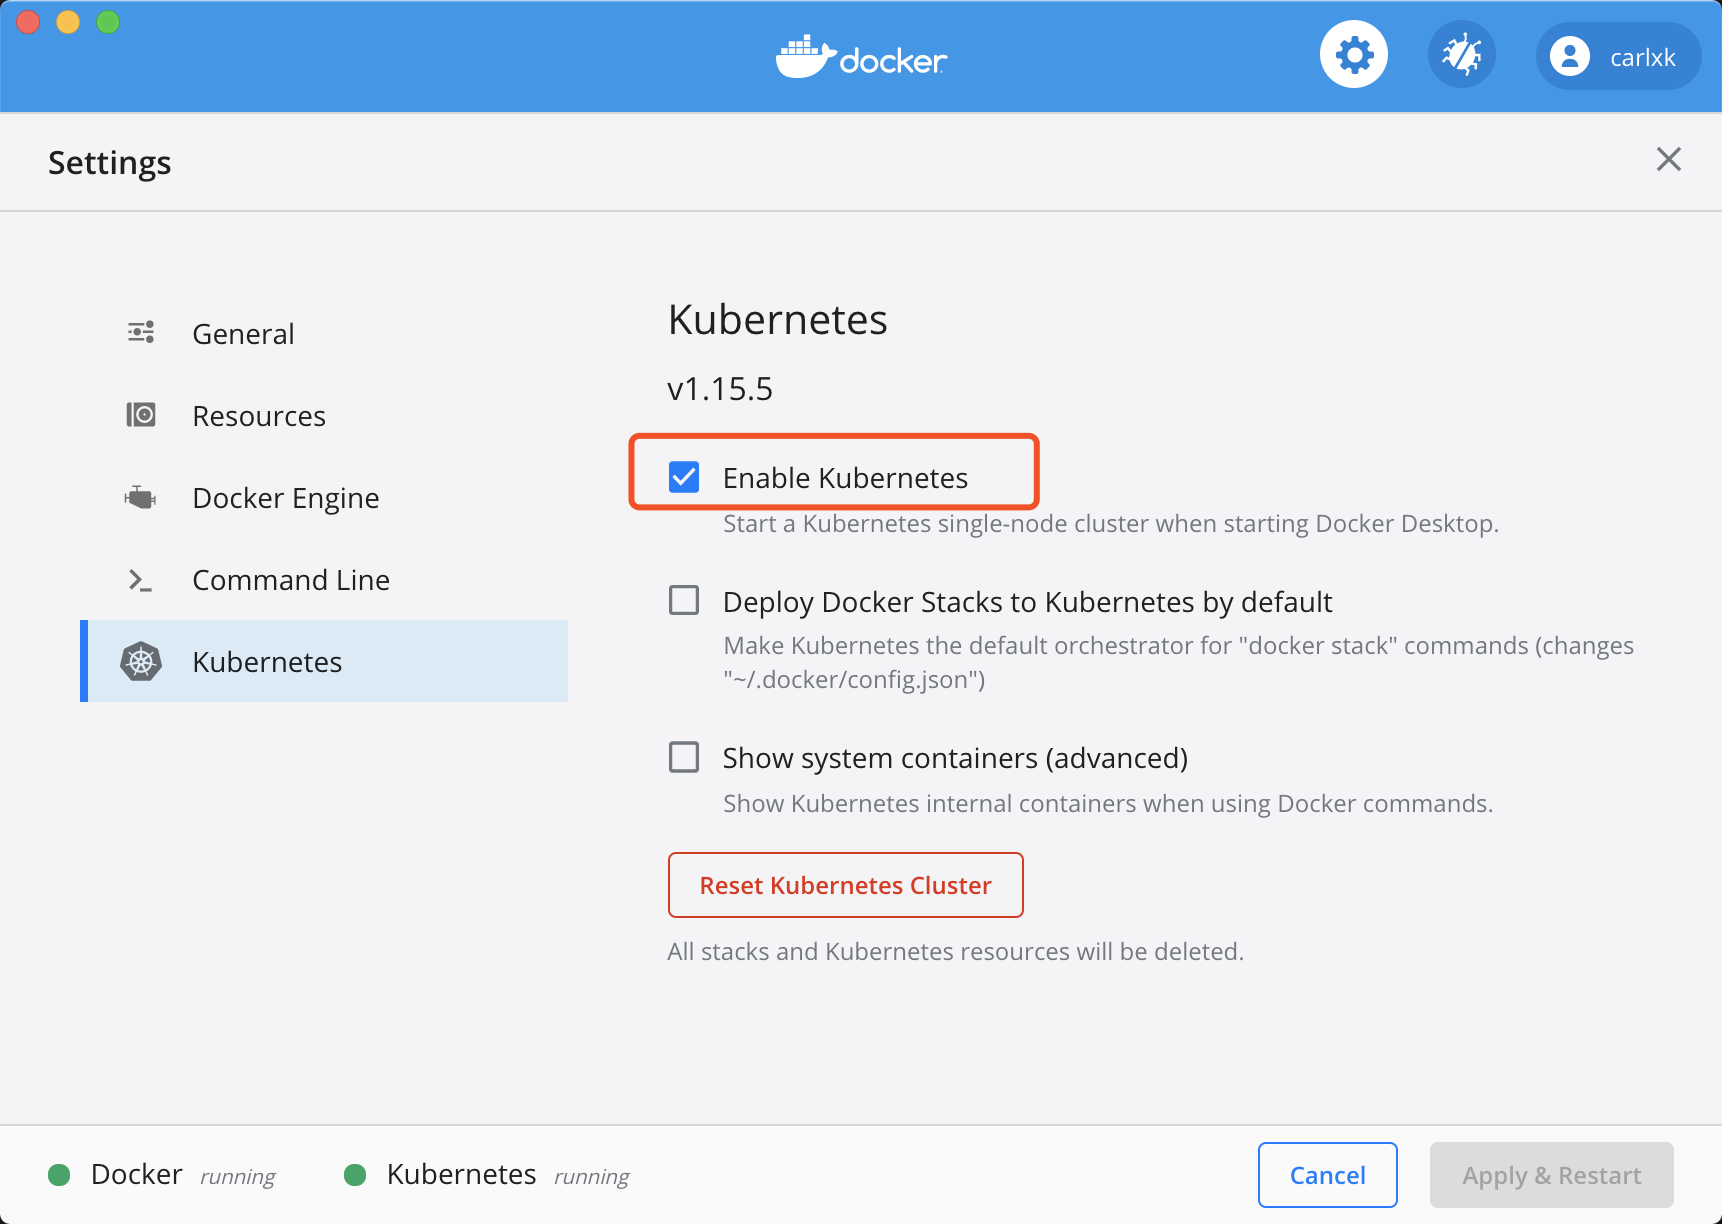 docker
carlxk
Settings
General
Resources
Docker Engine
Command Line
Kubernetes
Kubernetes
v1.15.5
Enable Kubernetes
Start a Kubernetes single-node cluster when starting Docker Desktop.
Deploy Docker Stacks to Kubernetes by default
Make Kubernetes the default orchestrator for "docker stack" commands (changes
"~/.docker/config.json")
Show system containers (advanced)
Show Kubernetes internal containers when using Docker commands.
Reset Kubernetes Cluster
All stacks and Kubernetes resources will be deleted.
Docker running
Kubernetes running
Cancel
Apply & Restart